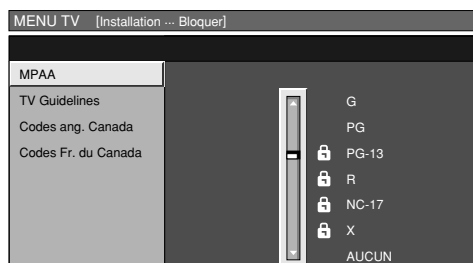 MENU TV [Installation ··· Bloquer]
MPAA
TV Guidelines
Codes ang. Canada
Codes Fr. du Canada
G
PG
PG-13
R
NC-17
X
AUCUN